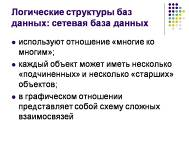 Логические структуры баз
данных: сетевая база данных
используют отношение «многие ко
многим»;
каждый объект может иметь несколько
«подчиненных» и несколько «старших»
объектов;
в графическом отношении
представляет собой схему сложных
взаимосвязей